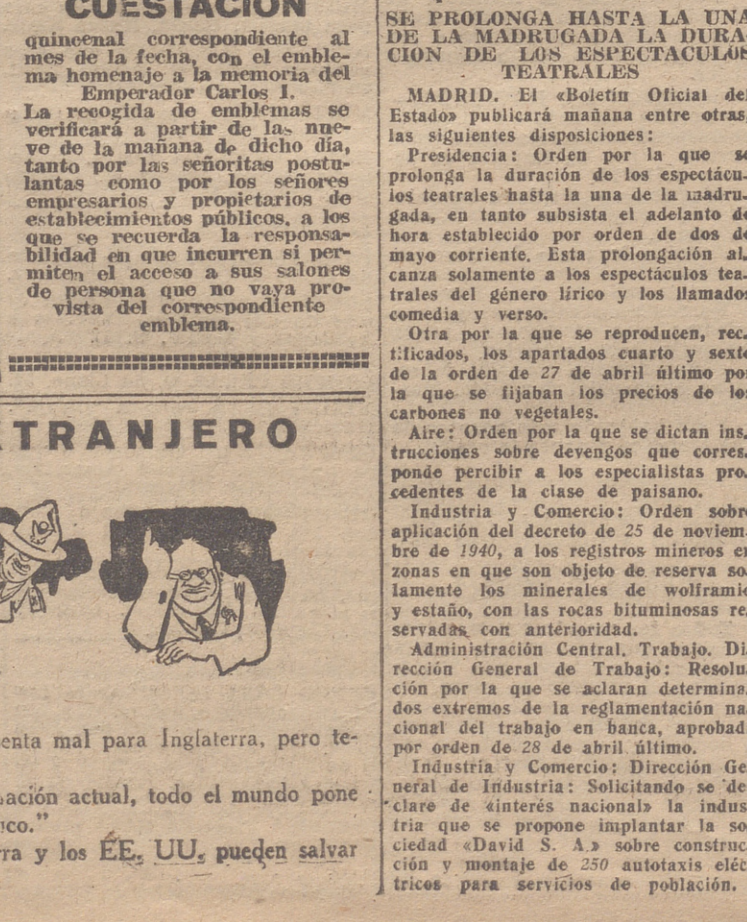 CUESTACION
quincenal correspondiente al
mes de la fecha, con el emble-
ma homenaje a la memoria del
Emperador Carlos I.
La recogida de emblemas se
verificará a partir de las nue-
ve de la mañana de dicho día,
tanto por las señoritas postu-
lantas como por los señores
empresarios y propietarios de
establecimientos públicos, a los
que se recuerda la responsa-
bilidad en que incurren si per-
miten el acceso a sus salones
de persona que no vaya pro-
vista del correspondiente
emblema.
TRANJERO
enta mal para Inglaterra, pero te-
ación actual, todo el mundo pone
ico."
rra y los EE. UU. pueden salvar
SE PROLONGA HASTA LA UNA
DE LA MADRUGADA LA DURA-
CION DE LOS ESPECTACULOS
TEATRALES
MADRID. El «Boletín Oficial del
Estado» publicará mañana entre otras,
las siguientes disposiciones:
Presidencia: Orden por la que se
prolonga la duración de los espectácu-
los teatrales hasta la una de la madru-
gada, en tanto subsista el adelanto de
hora establecido por orden de dos de
mayo corriente. Esta prolongación al-
canza solamente a los espectáculos tea-
trales del género lírico y los llamados
comedia y verso.
Otra por la que se reproducen, rec-
tificados, los apartados cuarto y sexto
de la orden de 27 de abril último por
la que se fijaban los precios de los
carbones no vegetales.
Aire: Orden por la que se dictan ins-
trucciones sobre devengos que corres-
ponde percibir a los especialistas pro-
cedentes de la clase de paisano.
Industria y Comercio: Orden sobre
aplicación del decreto de 25 de noviem-
bre de 1940, a los registros mineros en
zonas en que son objeto de reserva so-
lamente los minerales de wolframio
y estaño, con las rocas bituminosas re-
servadas con anterioridad.
Administración Central. Trabajo. Di-
rección General de Trabajo: Resolu-
ción por la que se aclaran determina-
dos extremos de la reglamentación na-
cional del trabajo en banca, aprobad
por orden de 28 de abril último.
Industria y Comercio: Dirección Ge
neral de Industria: Solicitando se de-
clare de «interés nacional» la indus
tria que se propone implantar la so
ciedad «David S. A.» sobre construc
ción y montaje de 250 autotaxis eléc
tricos para servicios de población.